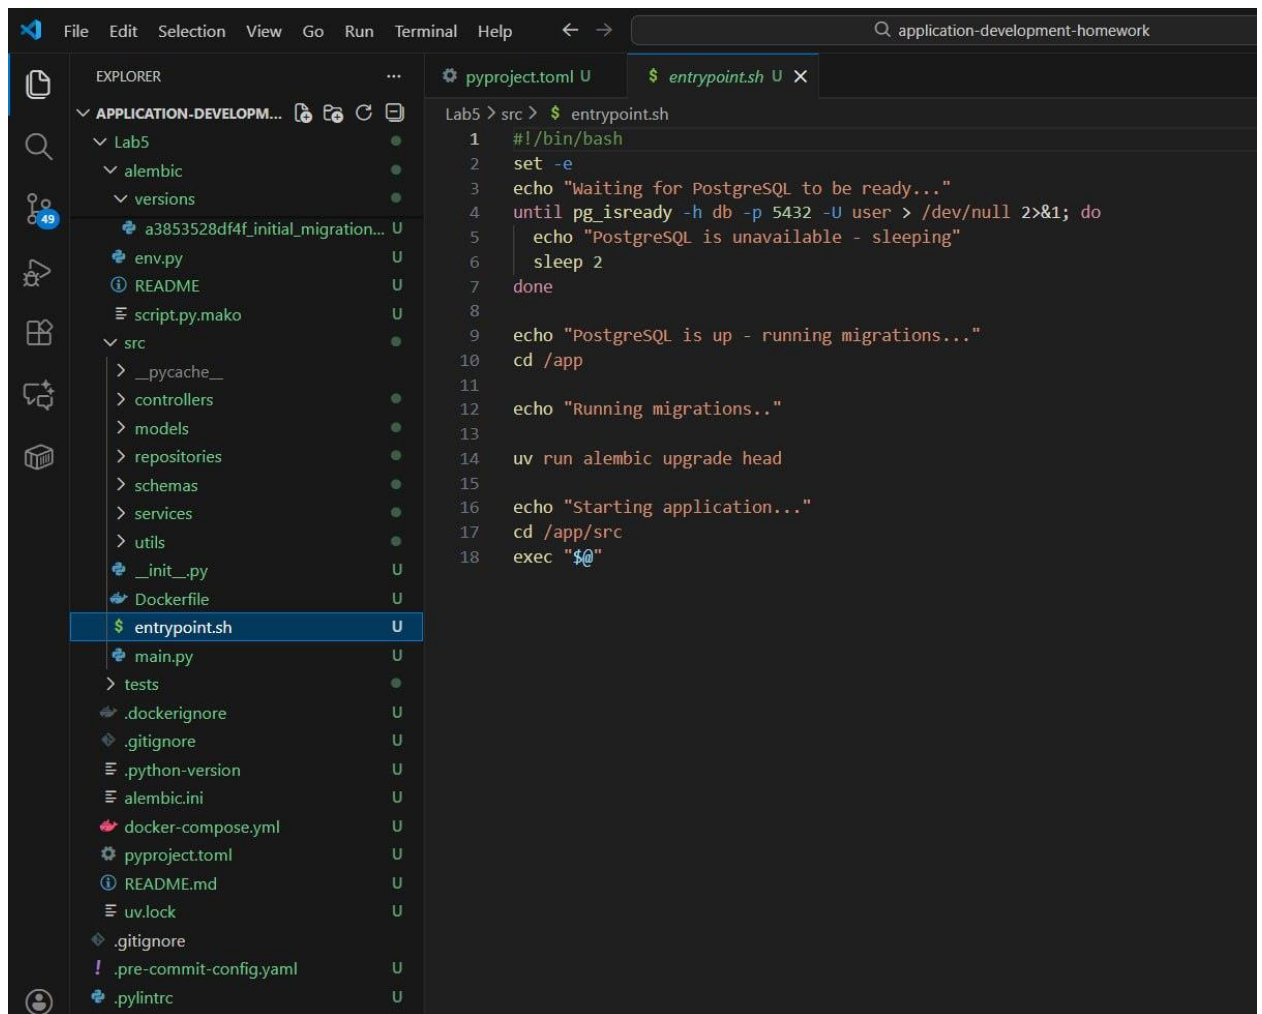 File Edit Selection View Go Run Terminal Help
application-development-homework
EXPLORER
APPLICATION-DEVELOPM...
Lab5
alembic
versions
a3853528df4f_initial_migration... U
env.py U
README U
script.py.mako U
src
__pycache__
controllers
models
repositories
schemas
services
utils
__init__.py U
Dockerfile U
entrypoint.sh U
main.py U
tests
.dockerignore U
.gitignore U
.python-version U
alembic.ini U
docker-compose.yml U
pyproject.toml U
README.md U
uv.lock U
.gitignore
.pre-commit-config.yaml U
.pylintrc U
49
pyproject.toml U
$ entrypoint.sh U
Lab5 > src > $ entrypoint.sh
1 #!/bin/bash
2 set -e
3 echo "Waiting for PostgreSQL to be ready..."
4 until pg_isready -h db -p 5432 -U user > /dev/null 2>&1; do
5 echo "PostgreSQL is unavailable - sleeping"
6 sleep 2
7 done
8
9 echo "PostgreSQL is up - running migrations..."
10 cd /app
11
12 echo "Running migrations.."
13
14 uv run alembic upgrade head
15
16 echo "Starting application..."
17 cd /app/src
18 exec "$@"